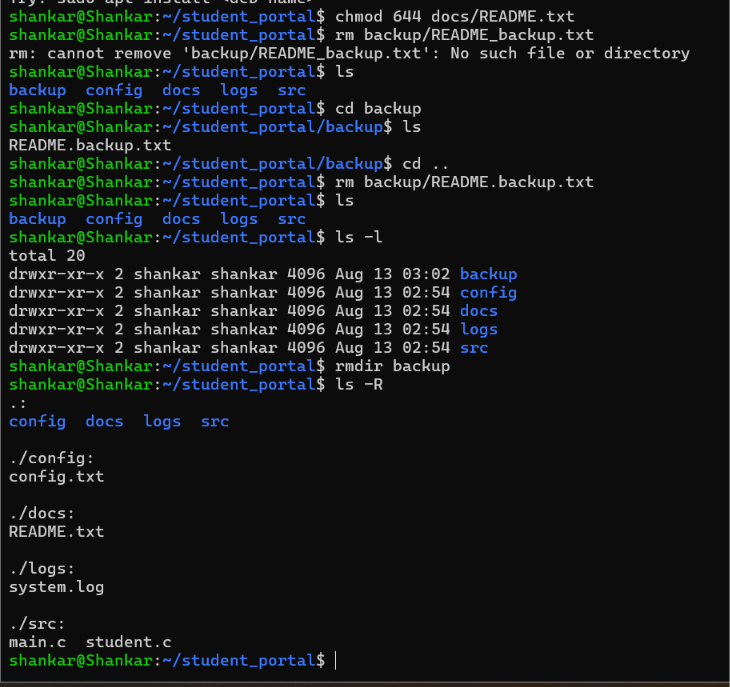 Try: sudo apt install <deb name>
shankar@Shankar:~/student_portal$ chmod 644 docs/README.txt
shankar@Shankar:~/student_portal$ rm backup/README_backup.txt
rm: cannot remove 'backup/README_backup.txt': No such file or directory
shankar@Shankar:~/student_portal$ ls
backup  config  docs  logs  src
shankar@Shankar:~/student_portal$ cd backup
shankar@Shankar:~/student_portal/backup$ ls
README.backup.txt
shankar@Shankar:~/student_portal/backup$ cd ..
shankar@Shankar:~/student_portal$ rm backup/README.backup.txt
shankar@Shankar:~/student_portal$ ls
backup  config  docs  logs  src
shankar@Shankar:~/student_portal$ ls -l
total 20
drwxr-xr-x 2 shankar shankar 4096 Aug 13 03:02 backup
drwxr-xr-x 2 shankar shankar 4096 Aug 13 02:54 config
drwxr-xr-x 2 shankar shankar 4096 Aug 13 02:54 docs
drwxr-xr-x 2 shankar shankar 4096 Aug 13 02:54 logs
drwxr-xr-x 2 shankar shankar 4096 Aug 13 02:54 src
shankar@Shankar:~/student_portal$ rmdir backup
shankar@Shankar:~/student_portal$ ls -R
.:
config  docs  logs  src

./config:
config.txt

./docs:
README.txt

./logs:
system.log

./src:
main.c  student.c
shankar@Shankar:~/student_portal$